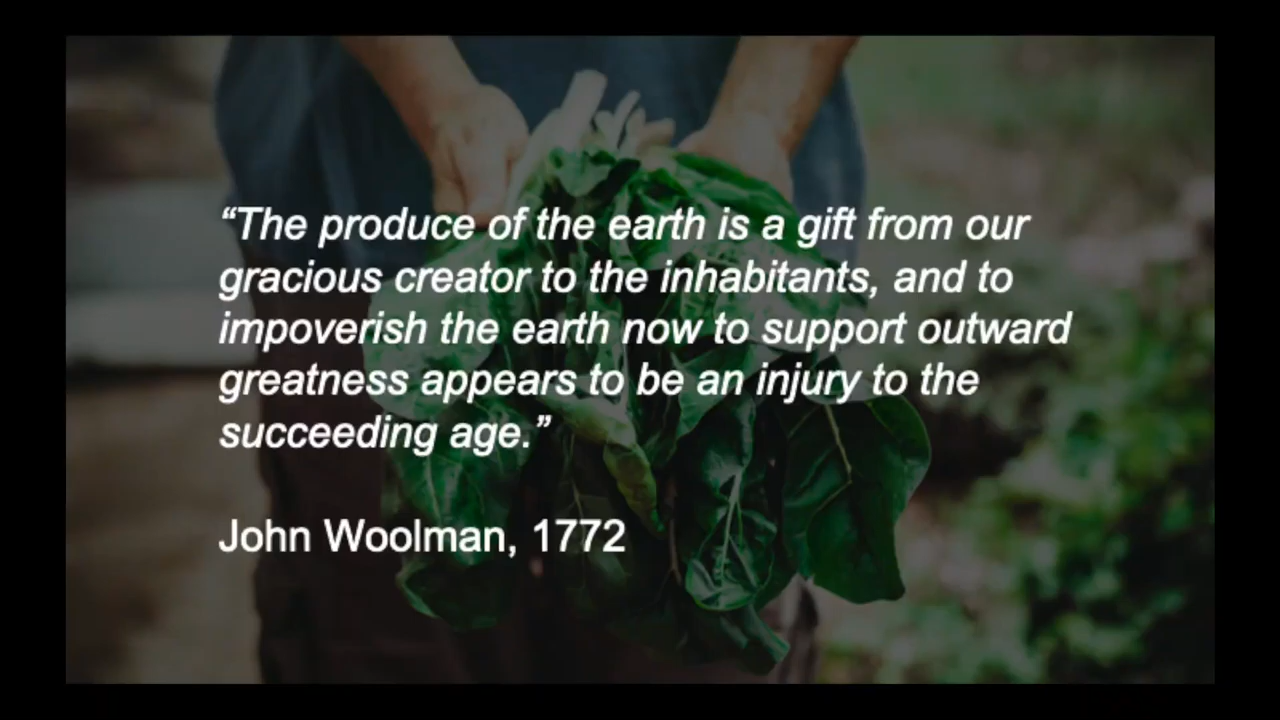 “The produce of the earth is a gift from our
gracious creator to the inhabitants, and to
impoverish the earth now to support outward
greatness appears to be an injury to the
succeeding age.”
John Woolman, 1772